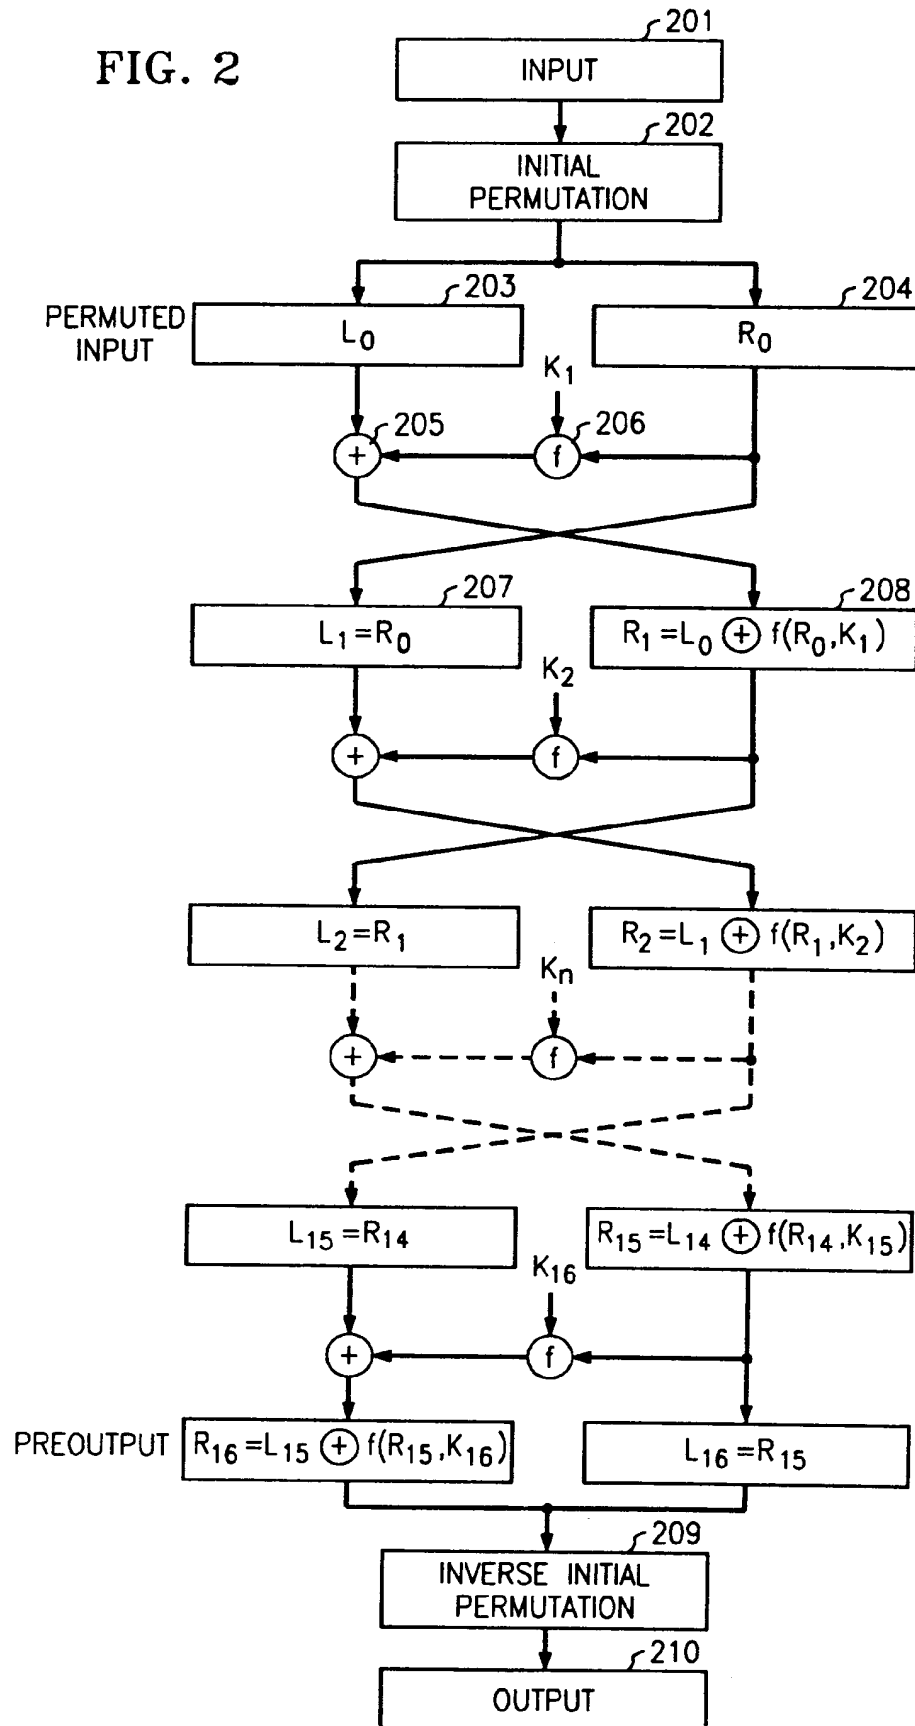 FIG. 2
201
INPUT
202
INITIAL
PERMUTATION
PERMUTED
INPUT
203
L₀
204
R₀
K₁
+
205
f
206
207
L₁=R₀
208
R₁=L₀ ⊕ f(R₀,K₁)
K₂
+
f
L₂=R₁
R₂=L₁ ⊕ f(R₁,K₂)
Kₙ
+
f
L₁₅=R₁₄
R₁₅=L₁₄ ⊕ f(R₁₄,K₁₅)
K₁₆
+
f
PREOUTPUT
R₁₆=L₁₅ ⊕ f(R₁₅,K₁₆)
L₁₆=R₁₅
209
INVERSE INITIAL
PERMUTATION
210
OUTPUT